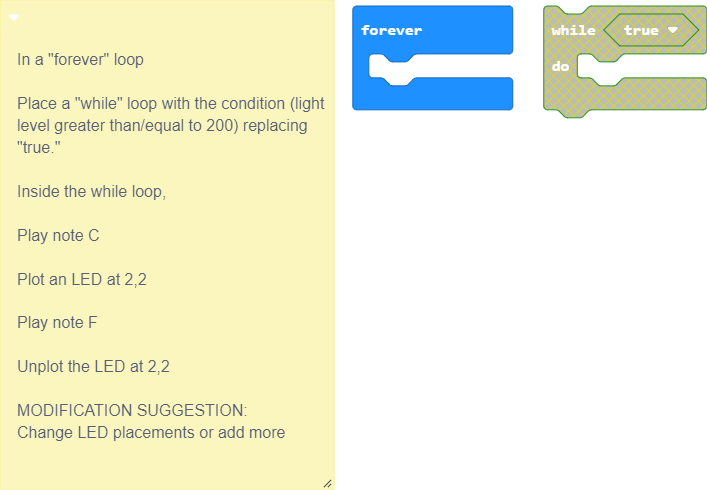 In a "forever" loop
Place a "while" loop with the condition (light
level greater than/equal to 200) replacing
"true."
Inside the while loop,
Play note C
Plot an LED at 2,2
Play note F
Unplot the LED at 2,2
MODIFICATION SUGGESTION:
Change LED placements or add more
forever
while true
do